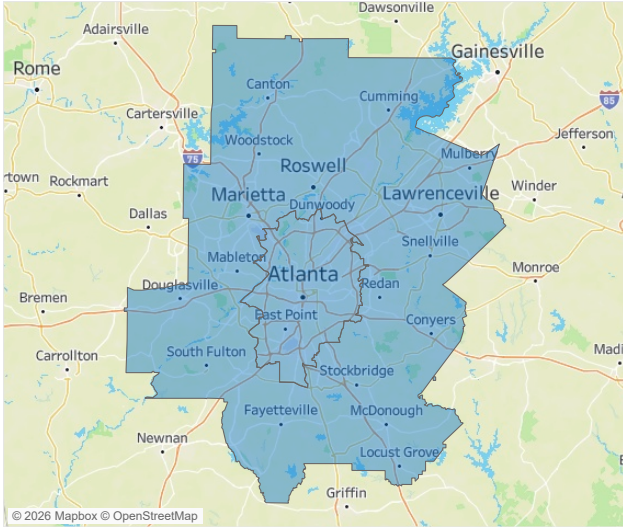 Dawsonville
Adairsville
Gainesville
Rome
Canton
Cumming
85
Cartersville
Jefferson
Woodstock
Mulberry
75
rtown
Rockmart
Roswell
Winder
Marietta
Lawrenceville
Dallas
Dunwoody
Snellville
Mableton
Monroe
Atlanta
Douglasville
Redan
Bremen
East Point
Conyers
Carrollton
South Fulton
Madi
Stockbridge
Fayetteville
McDonough
Newnan
Locust Grove
Griffin
© 2026 Mapbox © OpenStreetMap